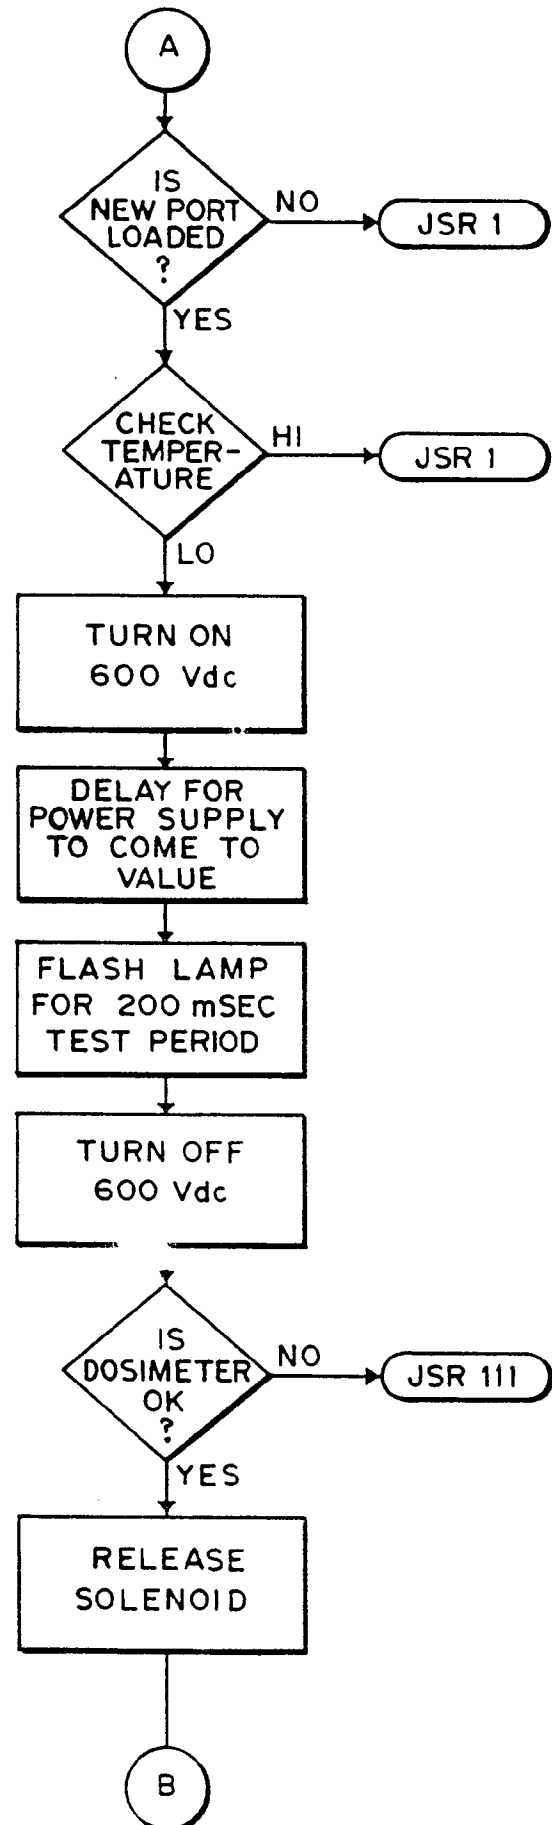 A
IS
NEW PORT
LOADED
?
NO
JSR 1
YES
CHECK
TEMPER-
ATURE
HI
JSR 1
LO
TURN ON
600 Vdc
DELAY FOR
POWER SUPPLY
TO COME TO
VALUE
FLASH LAMP
FOR 200 mSEC
TEST PERIOD
TURN OFF
600 Vdc
IS
DOSIMETER
OK
?
NO
JSR 111
YES
RELEASE
SOLENOID
B